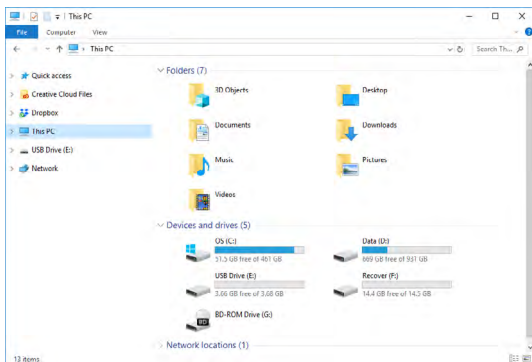 This PC
File Computer View
This PC
Search Th...
Quick access
Creative Cloud Files
Dropbox
This PC
USB Drive (E:)
Network
Folders (7)
3D Objects
Desktop
Documents
Downloads
Music
Pictures
Videos
Devices and drives (5)
OS (C:)
51.5 GB free of 461 GB
Data (D:)
669 GB free of 931 GB
USB Drive (E:)
3.66 GB free of 3.68 GB
Recover (F:)
14.4 GB free of 14.5 GB
BD
BD-ROM Drive (G:)
Network locations (1)
13 items